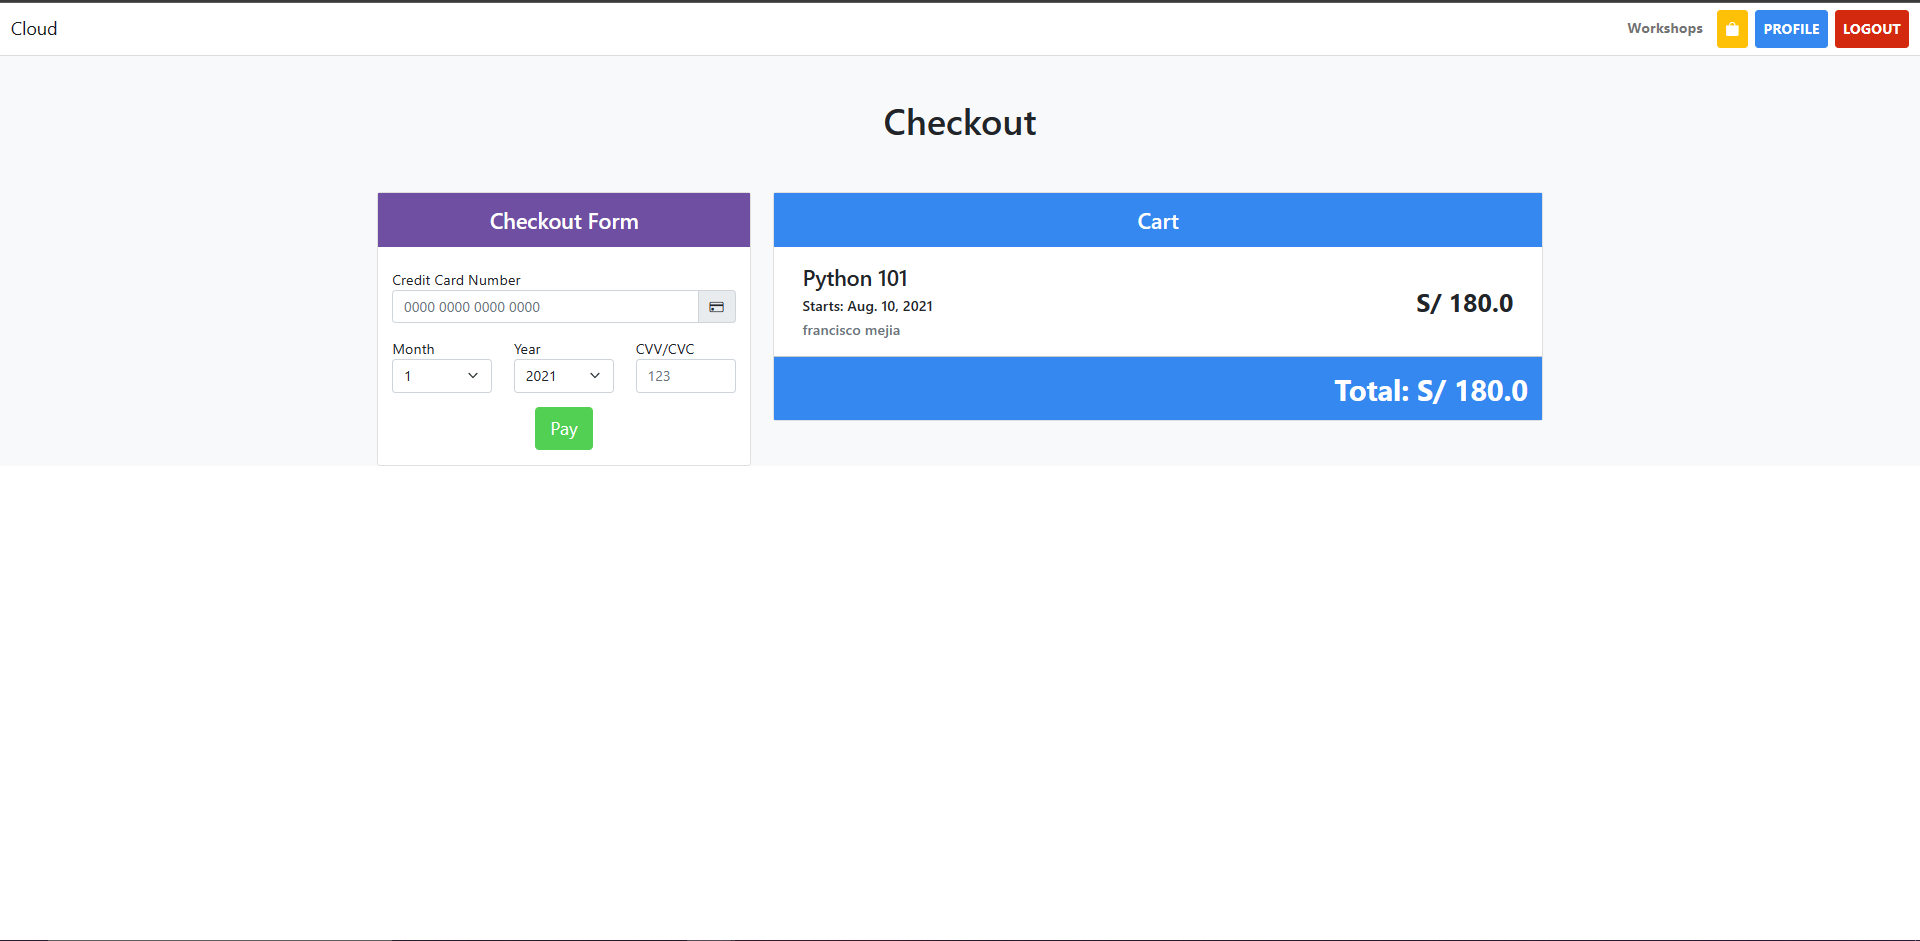 Cloud
Workshops
PROFILE
LOGOUT
Checkout
Checkout Form
Credit Card Number
0000 0000 0000 0000
Month
Year
CVV/CVC
1
2021
123
Pay
Cart
Python 101
Starts: Aug. 10, 2021
francisco mejia
S/ 180.0
Total: S/ 180.0